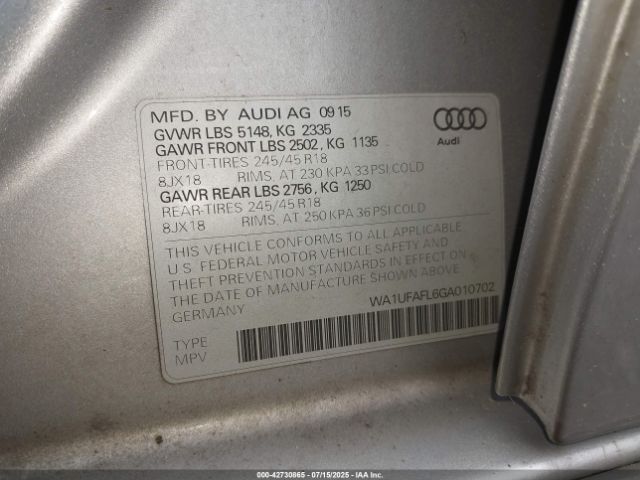 MFD. BY AUDI AG 09 15
GVWR LBS 5148, KG 2335
GAWR FRONT LBS 2502, KG 1135
FRONT-TIRES 245/45 R18
8JX18 RIMS, AT 230 KPA 33 PSI COLD
GAWR REAR LBS 2756, KG 1250
REAR-TIRES 245/45 R18
8JX18 RIMS, AT 250 KPA 36 PSI COLD
Audi
THIS VEHICLE CONFORMS TO ALL APPLICABLE
U.S. FEDERAL MOTOR VEHICLE SAFETY AND
THEFT PREVENTION STANDARDS IN EFFECT ON
THE DATE OF MANUFACTURE SHOWN ABOVE.
GERMANY
WA1UFAFL6GA010702
TYPE
MPV
000-42730865 07/15/2025 IAA Inc.